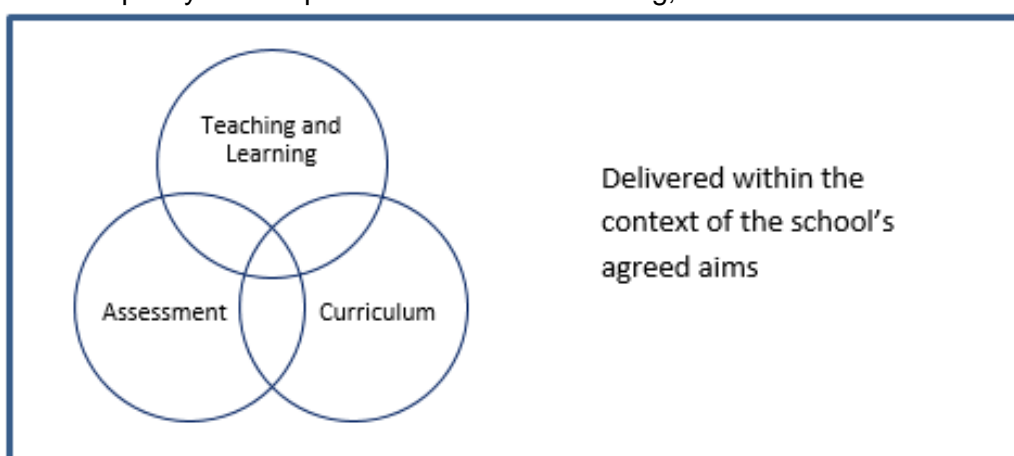 Teaching and
Learning
Assessment
Curriculum
Delivered within the
context of the school's
agreed aims